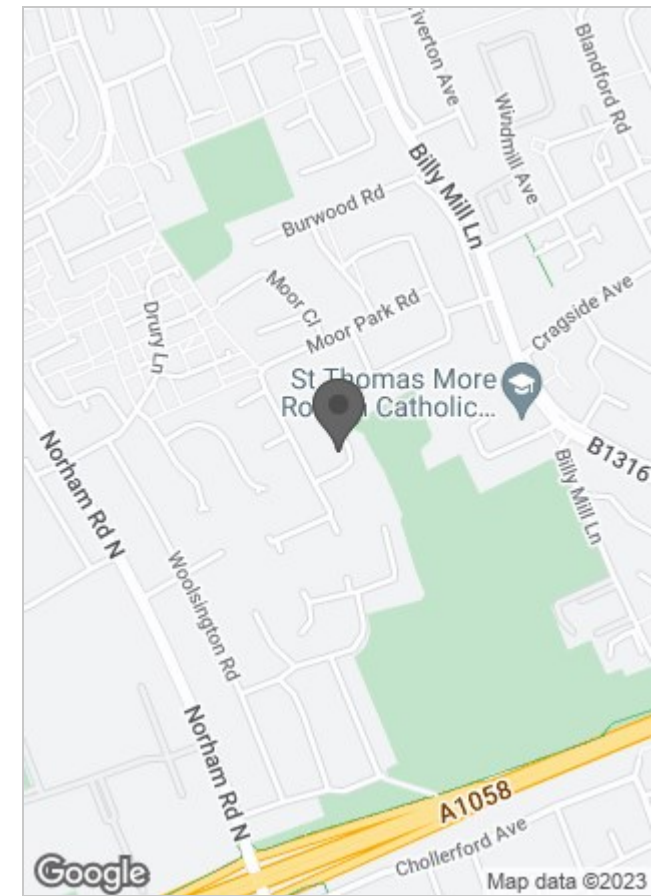 Tiverton Ave
Blandford Rd
Windmill Ave
Billy Mill Ln
Burwood Rd
Moor Cl
Cragside Ave
Drury Ln
Moor Park Rd
St Thomas More
Catholic...
B1316
Norham Rd N
Billy Mill Ln
Woolsington Rd
Norham Rd N
A1058
Chollerford Ave
Google
Map data ©2023